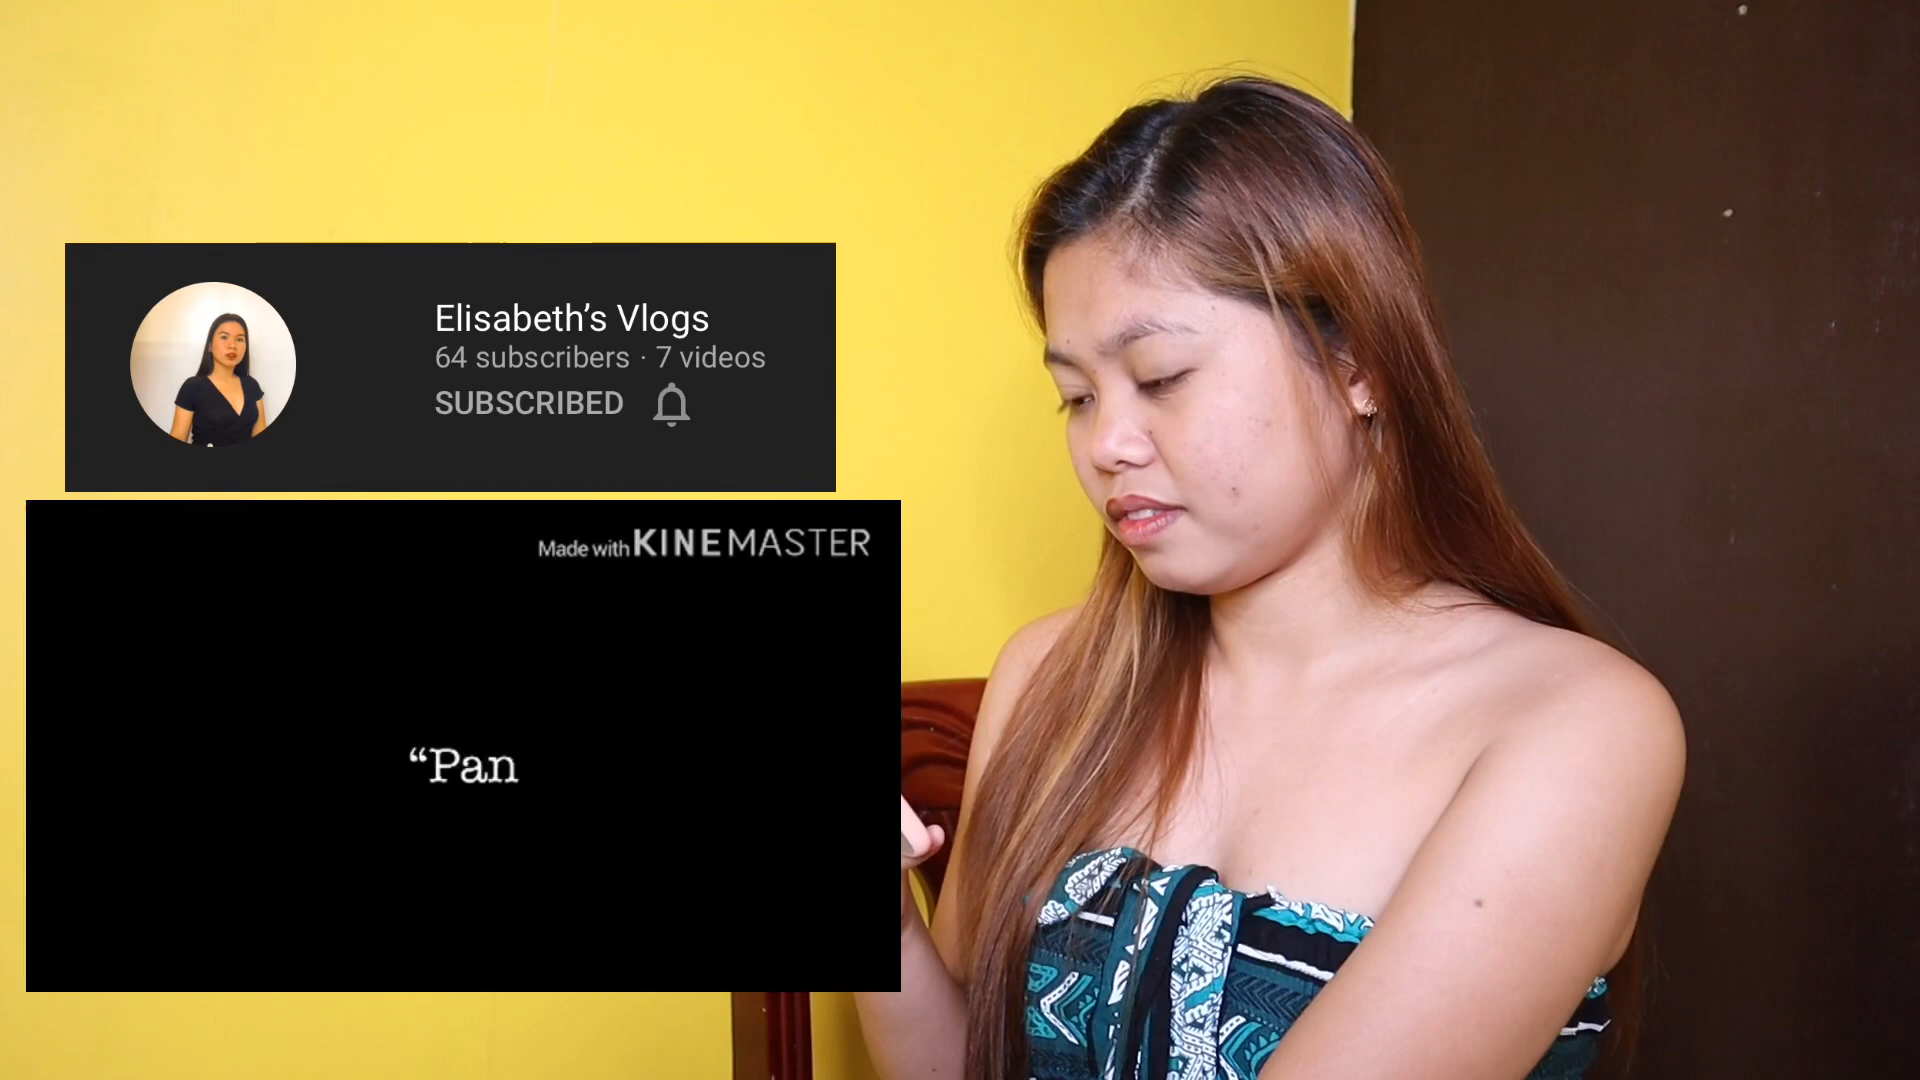 Elisabeth’s Vlogs
64 subscribers · 7 videos
SUBSCRIBED
Made with KINEMASTER
“Pan